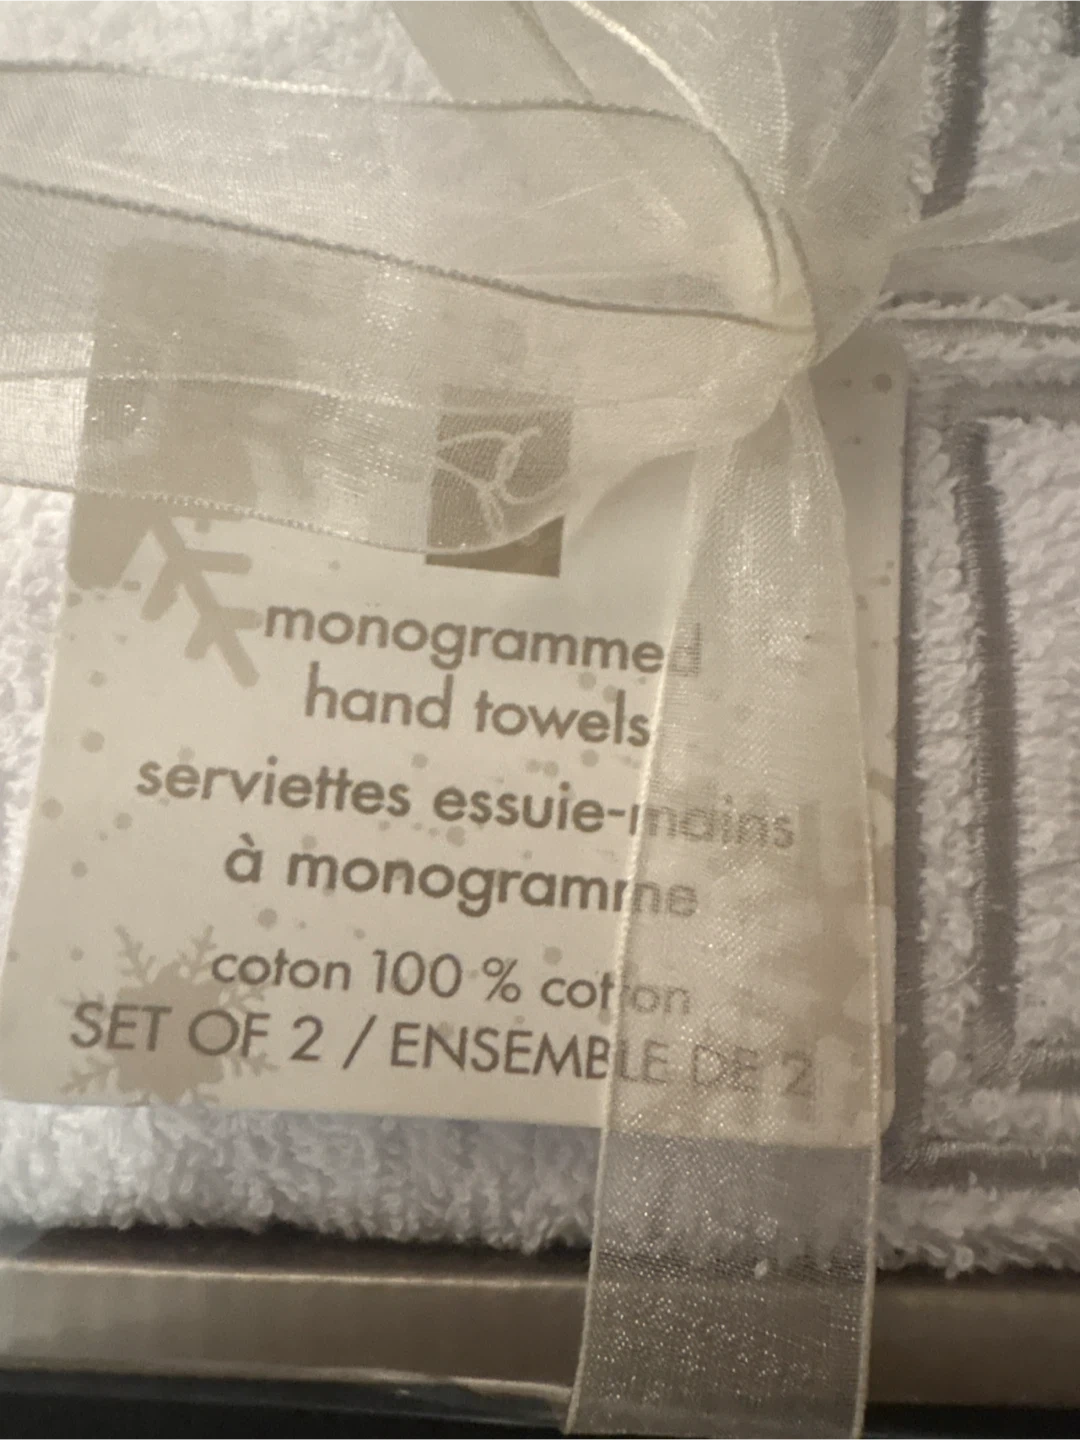 monogrammed
hand towels
serviettes essuie-mains
à monogramme
coton 100 % cotton
SET OF 2 / ENSEMBLE DE 2